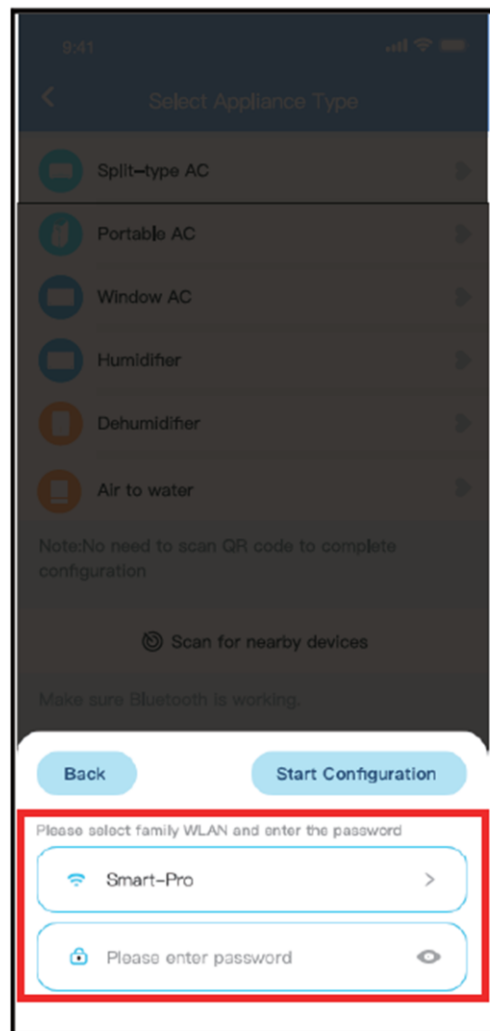 9:41
Select Appliance Type
Split-type AC
Portable AC
Window AC
Humidifier
Dehumidifier
Air to water
Note:No need to scan QR code to complete
configuration
Scan for nearby devices
Make sure Bluetooth is working.
Back
Start Configuration
Please select family WLAN and enter the password
Smart-Pro
Please enter password